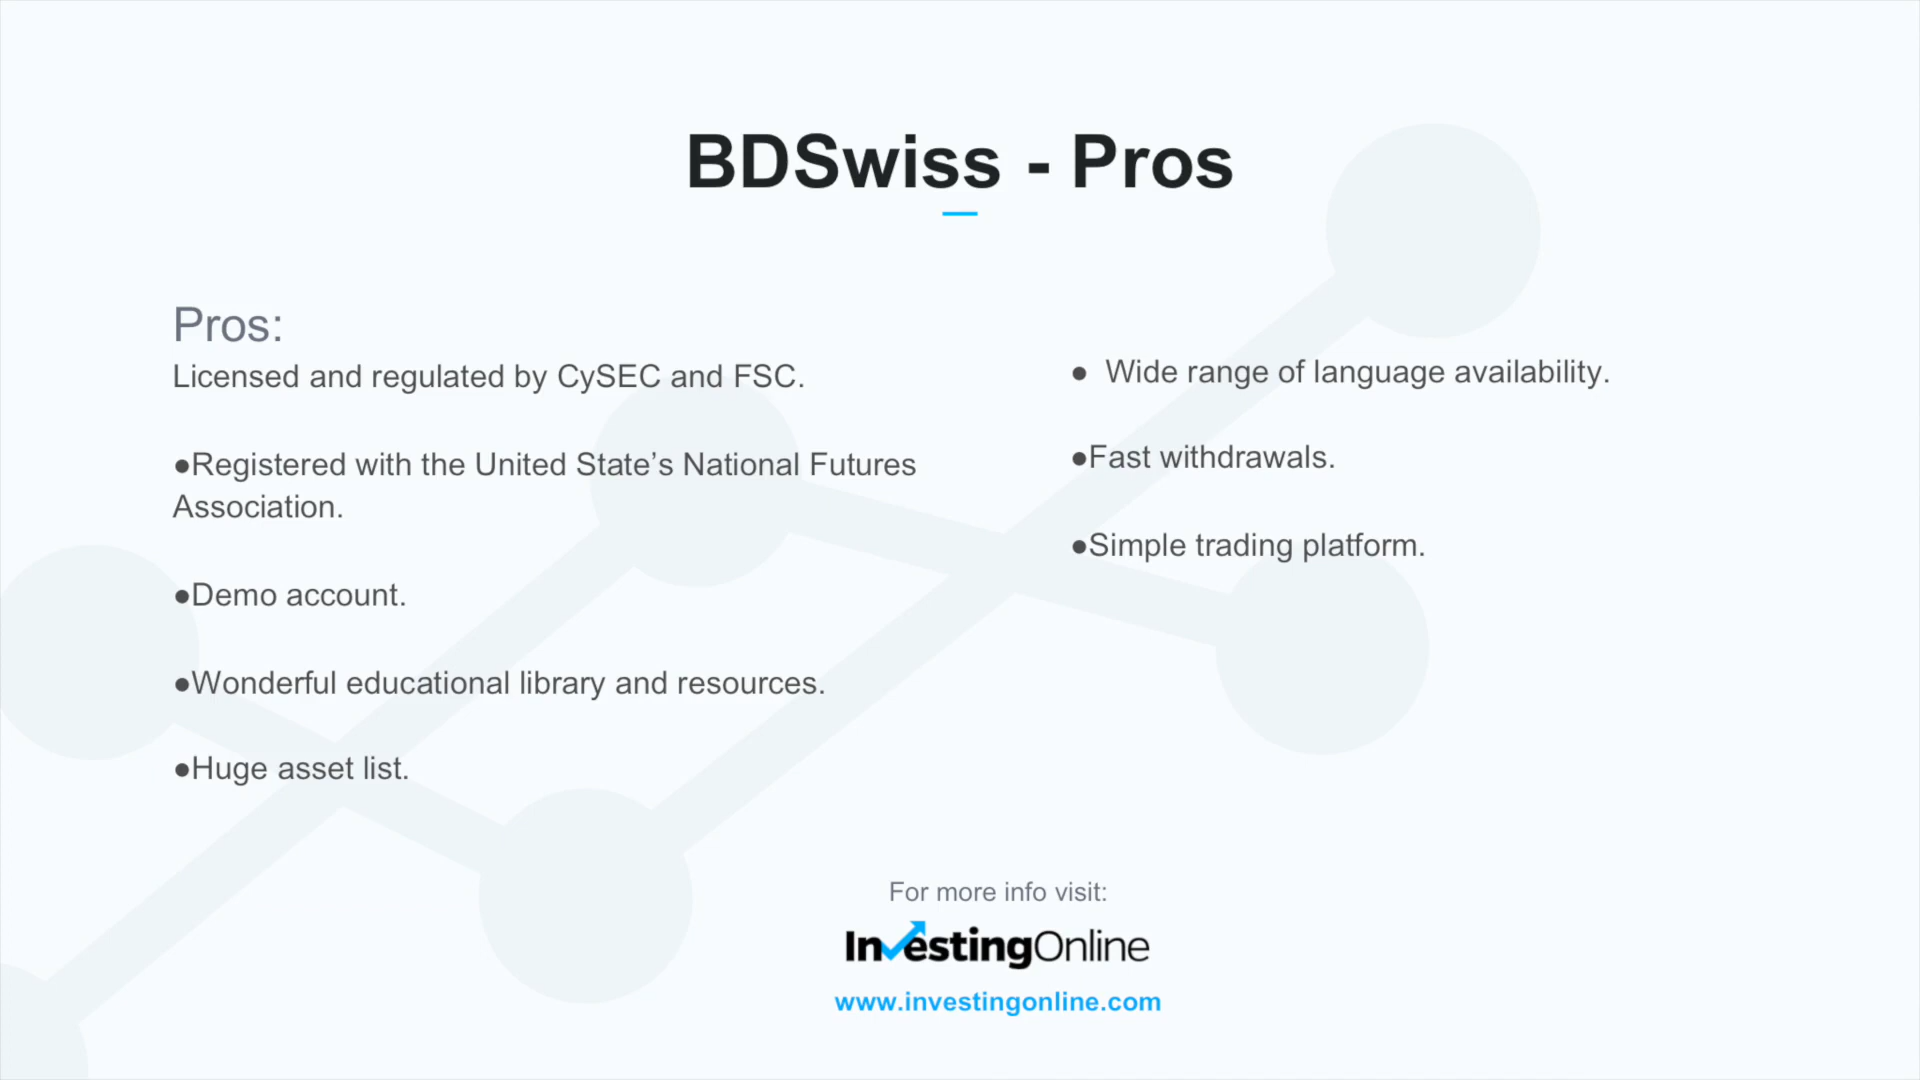 BDSwiss - Pros
Pros:
Licensed and regulated by CySEC and FSC.
●Registered with the United State’s National Futures
Association.
●Demo account.
●Wonderful educational library and resources.
●Huge asset list.
● Wide range of language availability.
●Fast withdrawals.
●Simple trading platform.
For more info visit:
InvestingOnline
www.investingonline.com